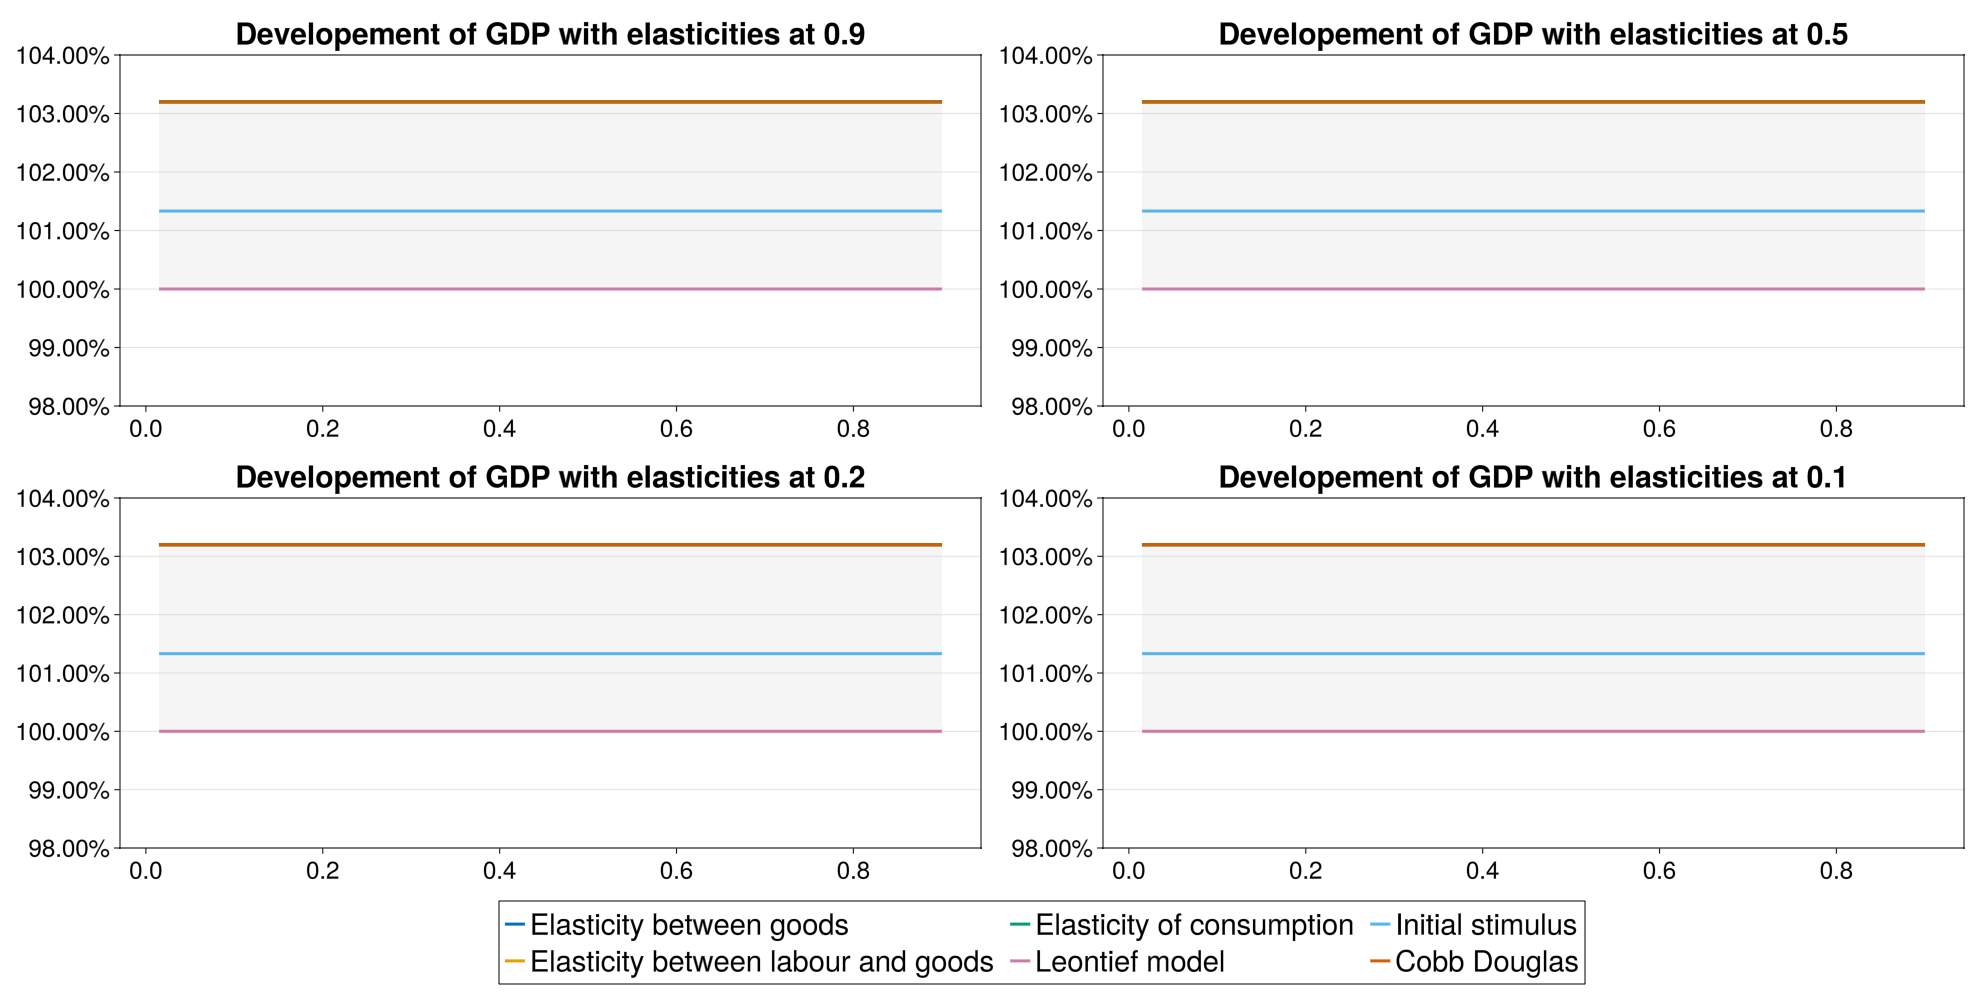 Developement of GDP with elasticities at 0.9
104.00%
103.00%
102.00%
101.00%
100.00%
99.00%
98.00%
0.0 0.2 0.4 0.6 0.8
Developement of GDP with elasticities at 0.5
104.00%
103.00%
102.00%
101.00%
100.00%
99.00%
98.00%
0.0 0.2 0.4 0.6 0.8
Developement of GDP with elasticities at 0.2
104.00%
103.00%
102.00%
101.00%
100.00%
99.00%
98.00%
0.0 0.2 0.4 0.6 0.8
Developement of GDP with elasticities at 0.1
104.00%
103.00%
102.00%
101.00%
100.00%
99.00%
98.00%
0.0 0.2 0.4 0.6 0.8
Elasticity between goods Elasticity of consumption Initial stimulus
Elasticity between labour and goods Leontief model Cobb Douglas